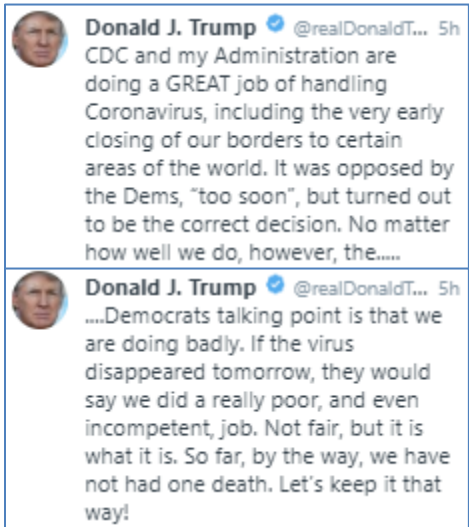 Donald J. Trump @realDonaldT... 5h
CDC and my Administration are
doing a GREAT job of handling
Coronavirus, including the very early
closing of our borders to certain
areas of the world. It was opposed by
the Dems, “too soon”, but turned out
to be the correct decision. No matter
how well we do, however, the.....
Donald J. Trump @realDonaldT... 5h
....Democrats talking point is that we
are doing badly. If the virus
disappeared tomorrow, they would
say we did a really poor, and even
incompetent, job. Not fair, but it is
what it is. So far, by the way, we have
not had one death. Let’s keep it that
way!